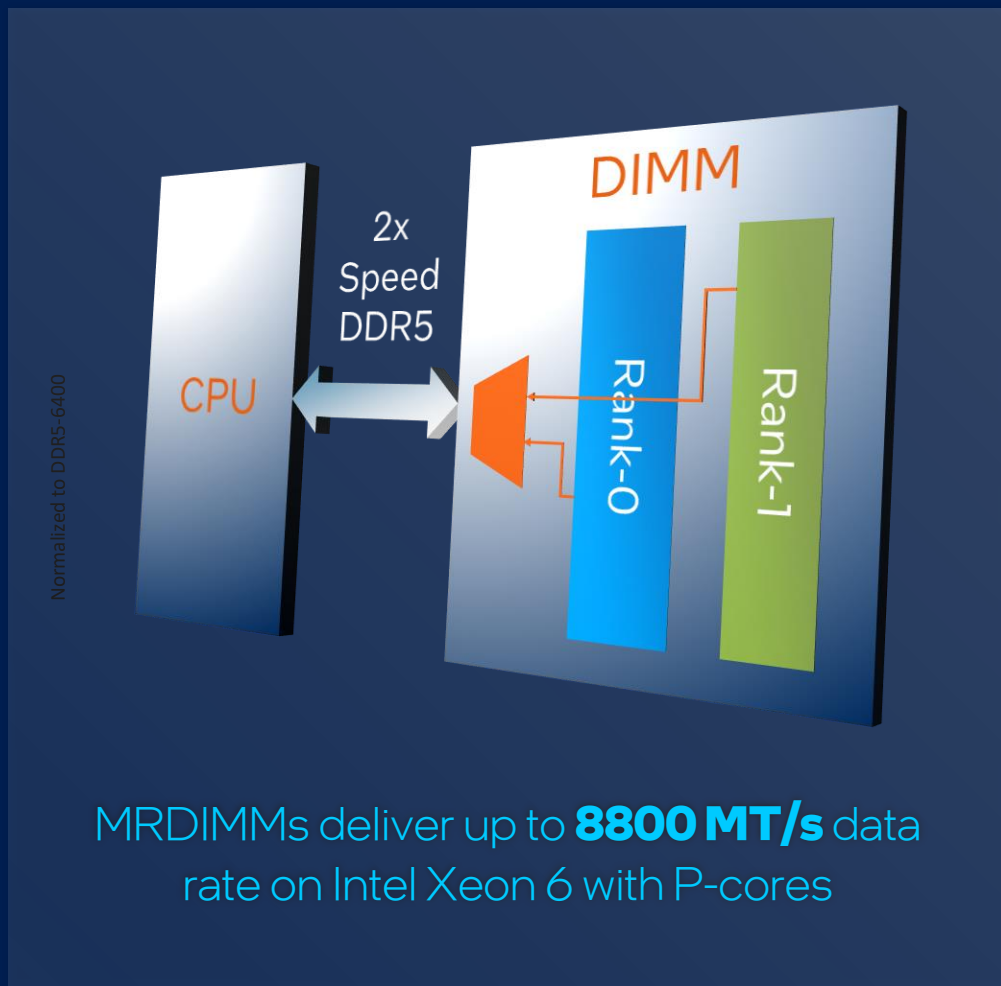 DIMM
2x
Speed
DDR5
CPU
Rank-0
Rank-1
Normalized to DDR5-6400
MRDIMMs deliver up to 8800 MT/s data
rate on Intel Xeon 6 with P-cores